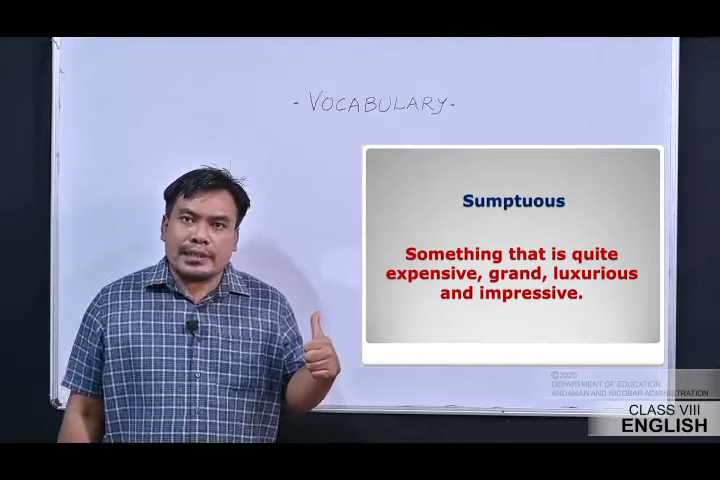 - VOCABULARY -
Sumptuous
Something that is quite
expensive, grand, luxurious
and impressive.
©2020
DEPARTMENT OF EDUCATION
ANDAMAN AND NICOBAR ADMINISTRATION
CLASS VIII
ENGLISH